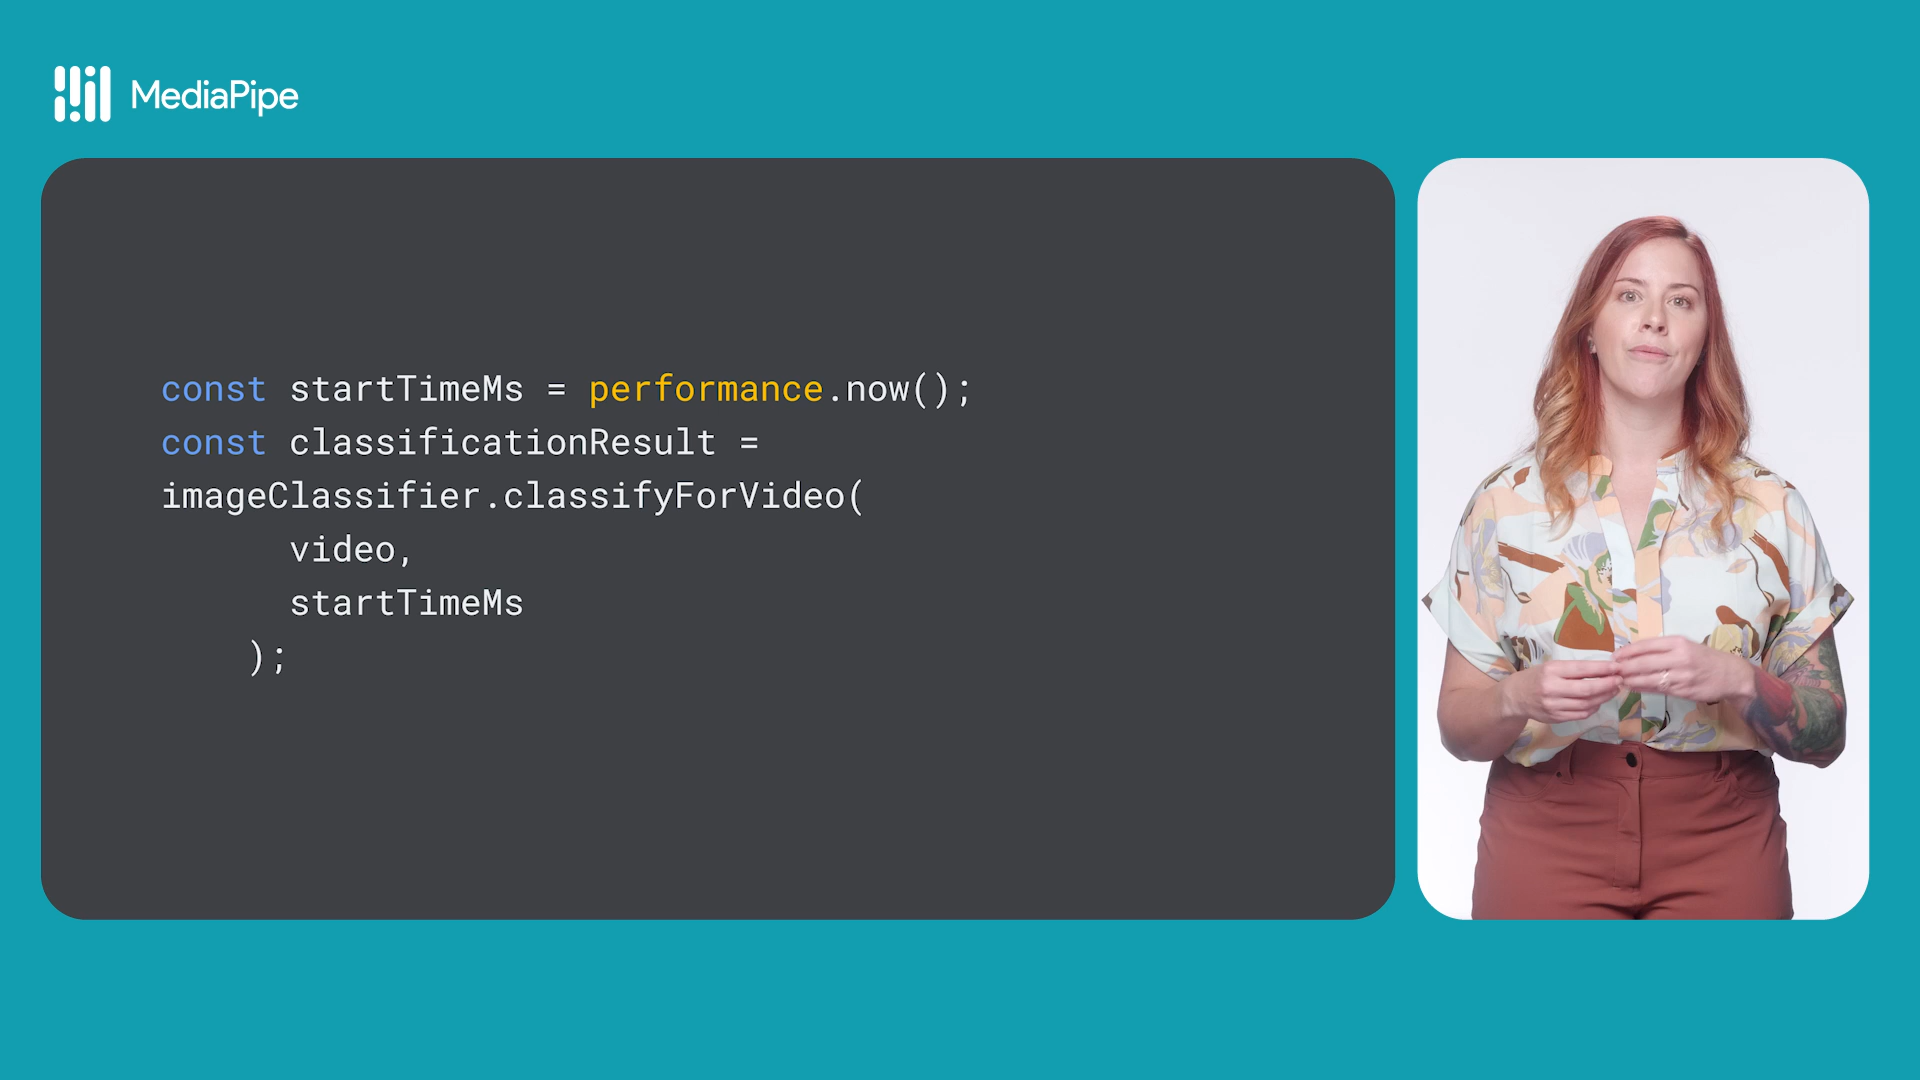 MediaPipe
const startTimeMs = performance.now();
const classificationResult =
imageClassifier.classifyForVideo(
video,
startTimeMs
);